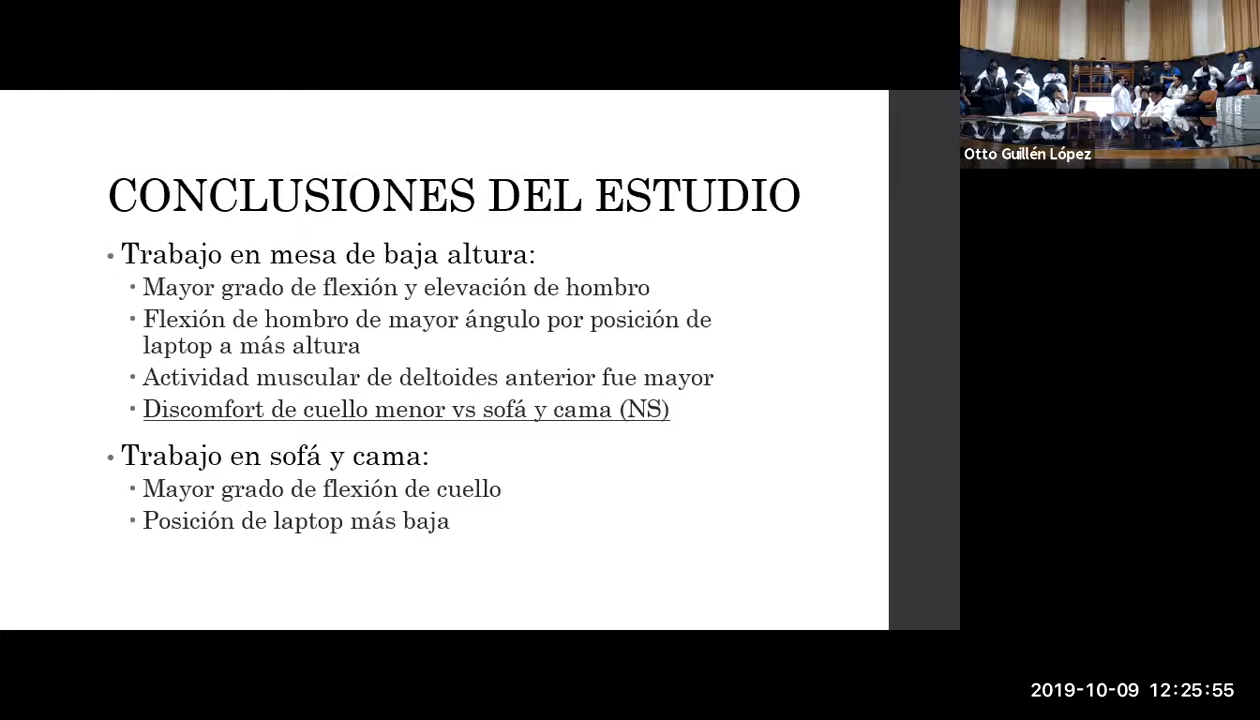 CONCLUSIONES DEL ESTUDIO
• Trabajo en mesa de baja altura:
• Mayor grado de flexión y elevación de hombro
• Flexión de hombro de mayor ángulo por posición de
laptop a más altura
• Actividad muscular de deltoides anterior fue mayor
• Discomfort de cuello menor vs sofá y cama (NS)
• Trabajo en sofá y cama:
• Mayor grado de flexión de cuello
• Posición de laptop más baja
Otto Guillén López
2019-10-09 12:25:55